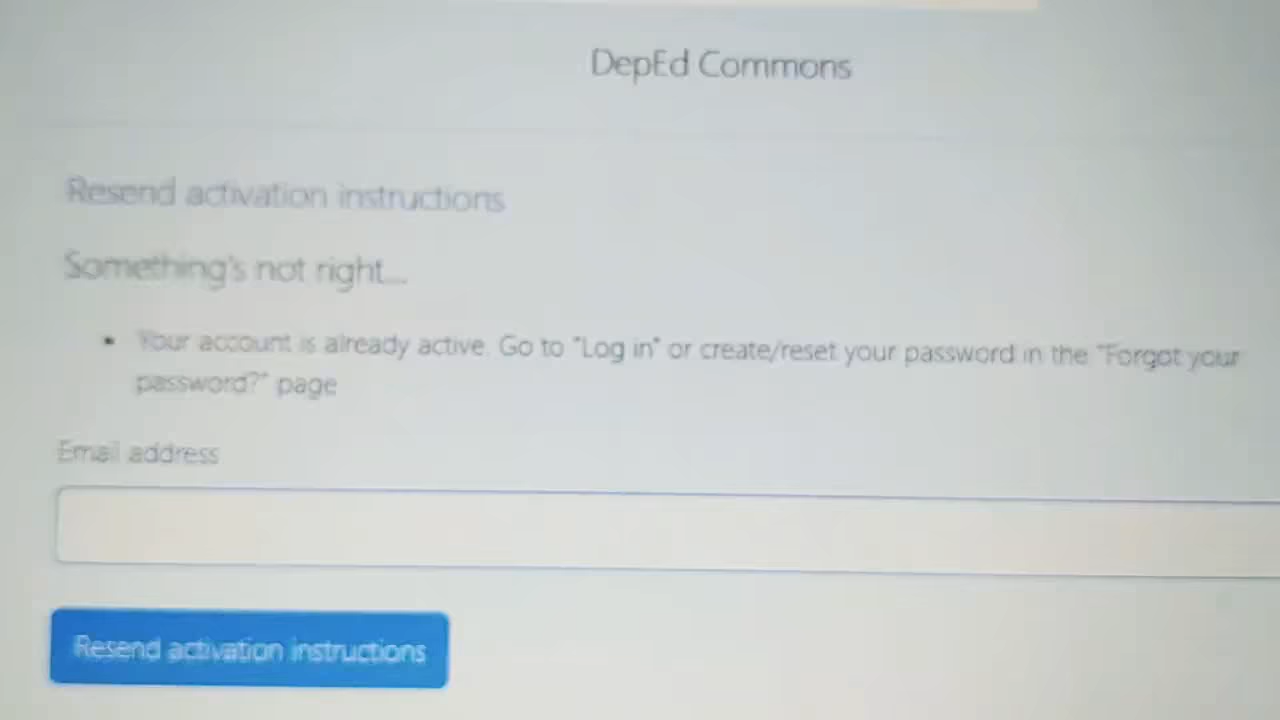 DepEd Commons
Resend activation instructions
Something's not right...
• Your account is already active. Go to "Log in" or create/reset your password in the "Forgot your
password?" page
Email address
Resend activation instructions